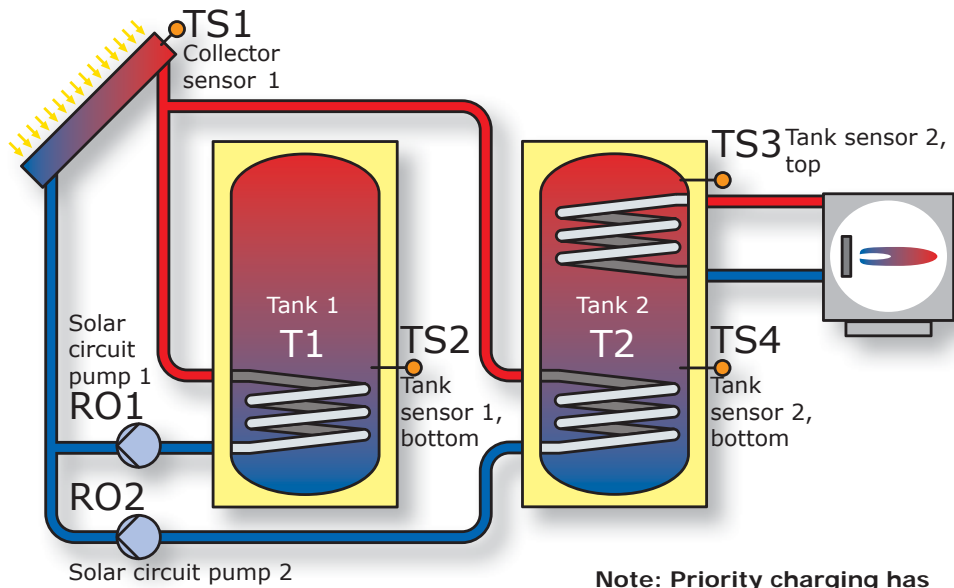 TS1
Collector
sensor 1
TS3
Tank sensor 2,
top
Tank 1
T1
Tank 2
T2
Solar
circuit
pump 1
RO1
TS2
Tank
sensor 1,
bottom
TS4
Tank
sensor 2,
bottom
RO2
Solar circuit pump 2
Note: Priority charging has